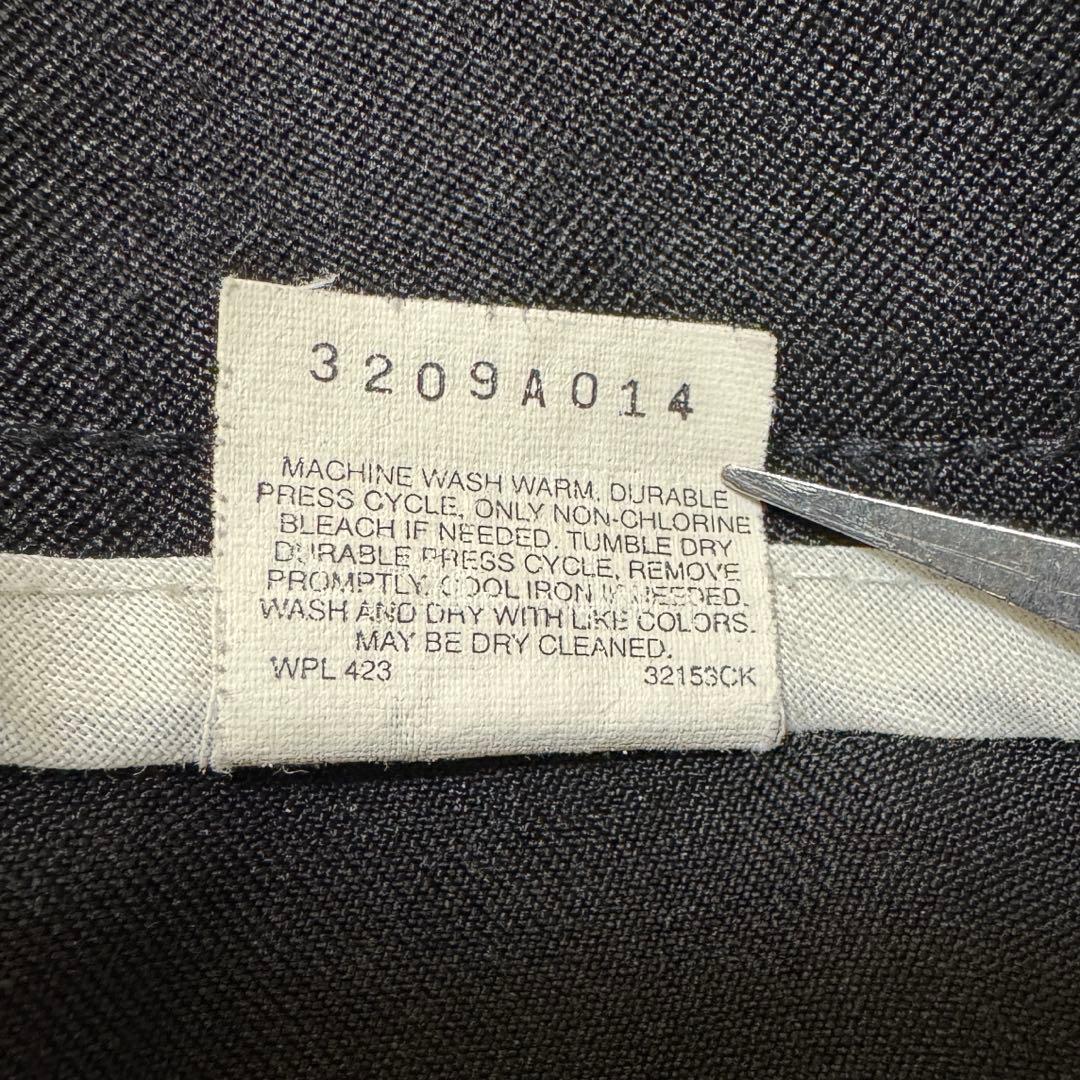 3209A014
MACHINE WASH WARM, DURABLE
PRESS CYCLE, ONLY NON-CHLORINE
BLEACH IF NEEDED, TUMBLE DRY
DURABLE PRESS CYCLE, REMOVE
PROMPTLY. COOL IRON IF NEEDED.
WASH AND DRY WITH LIKE COLORS.
MAY BE DRY CLEANED.
WPL 423
32153CK